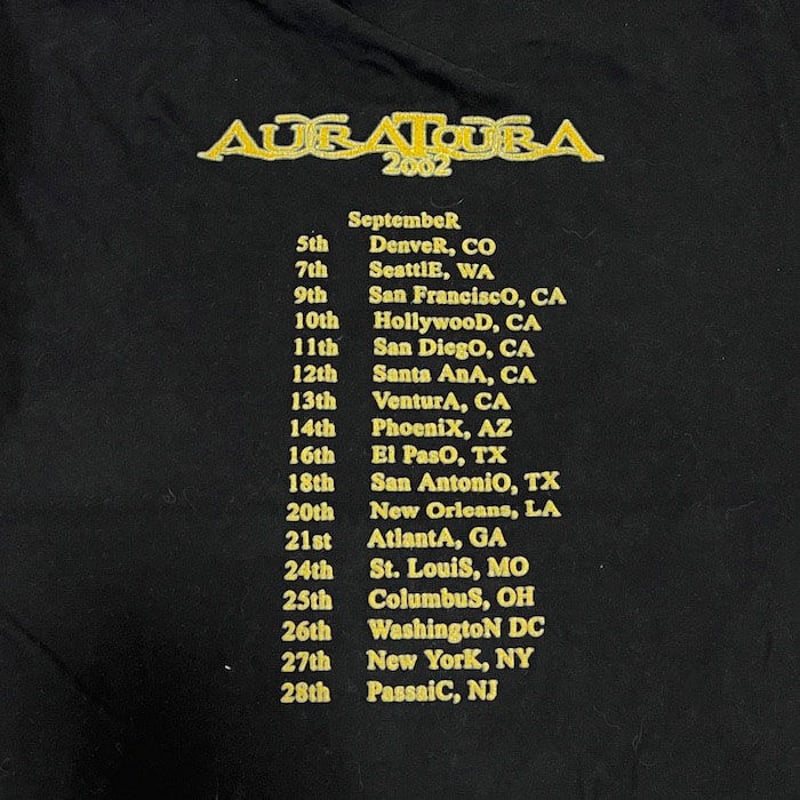 AURATOURA
2002
SeptembeR
5th DenveR, CO
7th SeattlE, WA
9th San FranciscO, CA
10th HollywooD, CA
11th San DiegO, CA
12th Santa AnA, CA
13th VenturA, CA
14th PhoeniX, AZ
16th El PasO, TX
18th San AntoniO, TX
20th New Orleans, LA
21st AtlantA, GA
24th St. LouiS, MO
25th ColumbuS, OH
26th WashingtoN DC
27th New YorK, NY
28th PassaiC, NJ